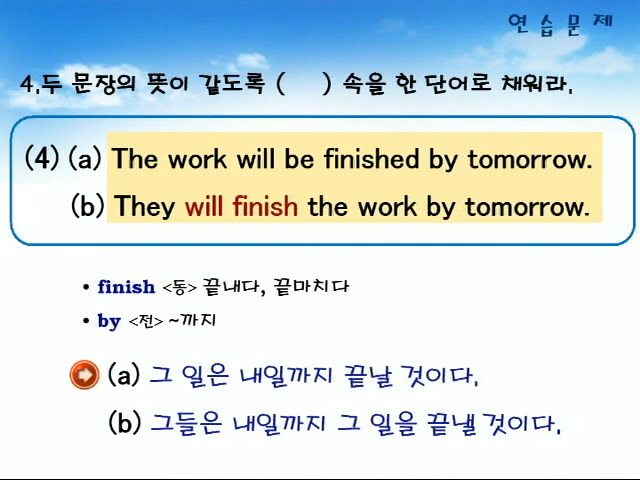 연습문제
4.두 문장의 뜻이 같도록 (    ) 속을 한 단어로 채워라.
(4) (a) The work will be finished by tomorrow.
(b) They will finish the work by tomorrow.
• finish <동> 끝내다, 끝마치다
• by <전> ~까지
(a) 그 일은 내일까지 끝날 것이다.
(b) 그들은 내일까지 그 일을 끝낼 것이다.